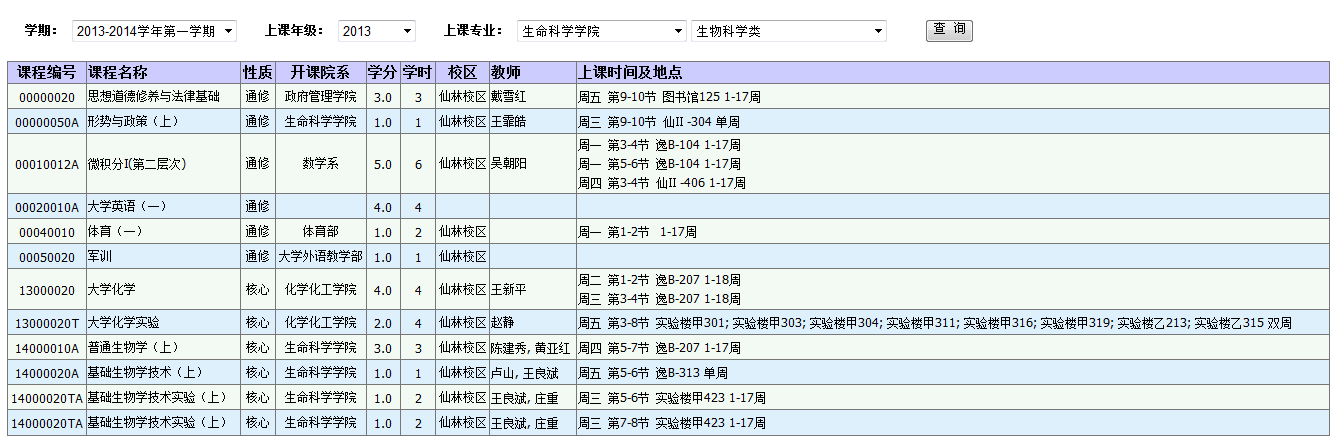 学期： 2013-2014学年第一学期 上课年级： 2013 上课专业： 生命科学学院 生物科学类 查 询
课程编号 课程名称 性质 开课院系 学分 学时 校区 教师 上课时间及地点
00000020 思想道德修养与法律基础 通修 政府管理学院 3.0 3 仙林校区 戴雪红 周五 第9-10节 图书馆125 1-17周
00000050A 形势与政策（上） 通修 生命科学学院 1.0 1 仙林校区 王霏皓 周三 第9-10节 仙II -304 单周
00010012A 微积分I(第二层次) 通修 数学系 5.0 6 仙林校区 吴朝阳 周一 第3-4节 逸B-104 1-17周
周一 第5-6节 逸B-104 1-17周
周四 第3-4节 仙II -406 1-17周
00020010A 大学英语（一） 通修 4.0 4
00040010 体育（一） 通修 体育部 1.0 2 仙林校区 周一 第1-2节 1-17周
00050020 军训 通修 大学外语教学部 1.0 1 仙林校区
13000020 大学化学 核心 化学化工学院 4.0 4 仙林校区 王新平 周二 第1-2节 逸B-207 1-18周
周三 第3-4节 逸B-207 1-18周
13000020T 大学化学实验 核心 化学化工学院 2.0 4 仙林校区 赵静 周五 第3-8节 实验楼甲301; 实验楼甲303; 实验楼甲304; 实验楼甲311; 实验楼甲316; 实验楼甲319; 实验楼乙213; 实验楼乙315 双周
14000010A 普通生物学（上） 核心 生命科学学院 3.0 3 仙林校区 陈建秀, 黄亚红 周四 第5-7节 逸B-207 1-17周
14000020A 基础生物学技术（上） 核心 生命科学学院 1.0 1 仙林校区 卢山, 王良斌 周五 第5-6节 逸B-313 单周
14000020TA 基础生物学技术实验（上） 核心 生命科学学院 1.0 2 仙林校区 王良斌, 庄重 周三 第5-6节 实验楼甲423 1-17周
14000020TA 基础生物学技术实验（上） 核心 生命科学学院 1.0 2 仙林校区 王良斌, 庄重 周三 第7-8节 实验楼甲423 1-17周